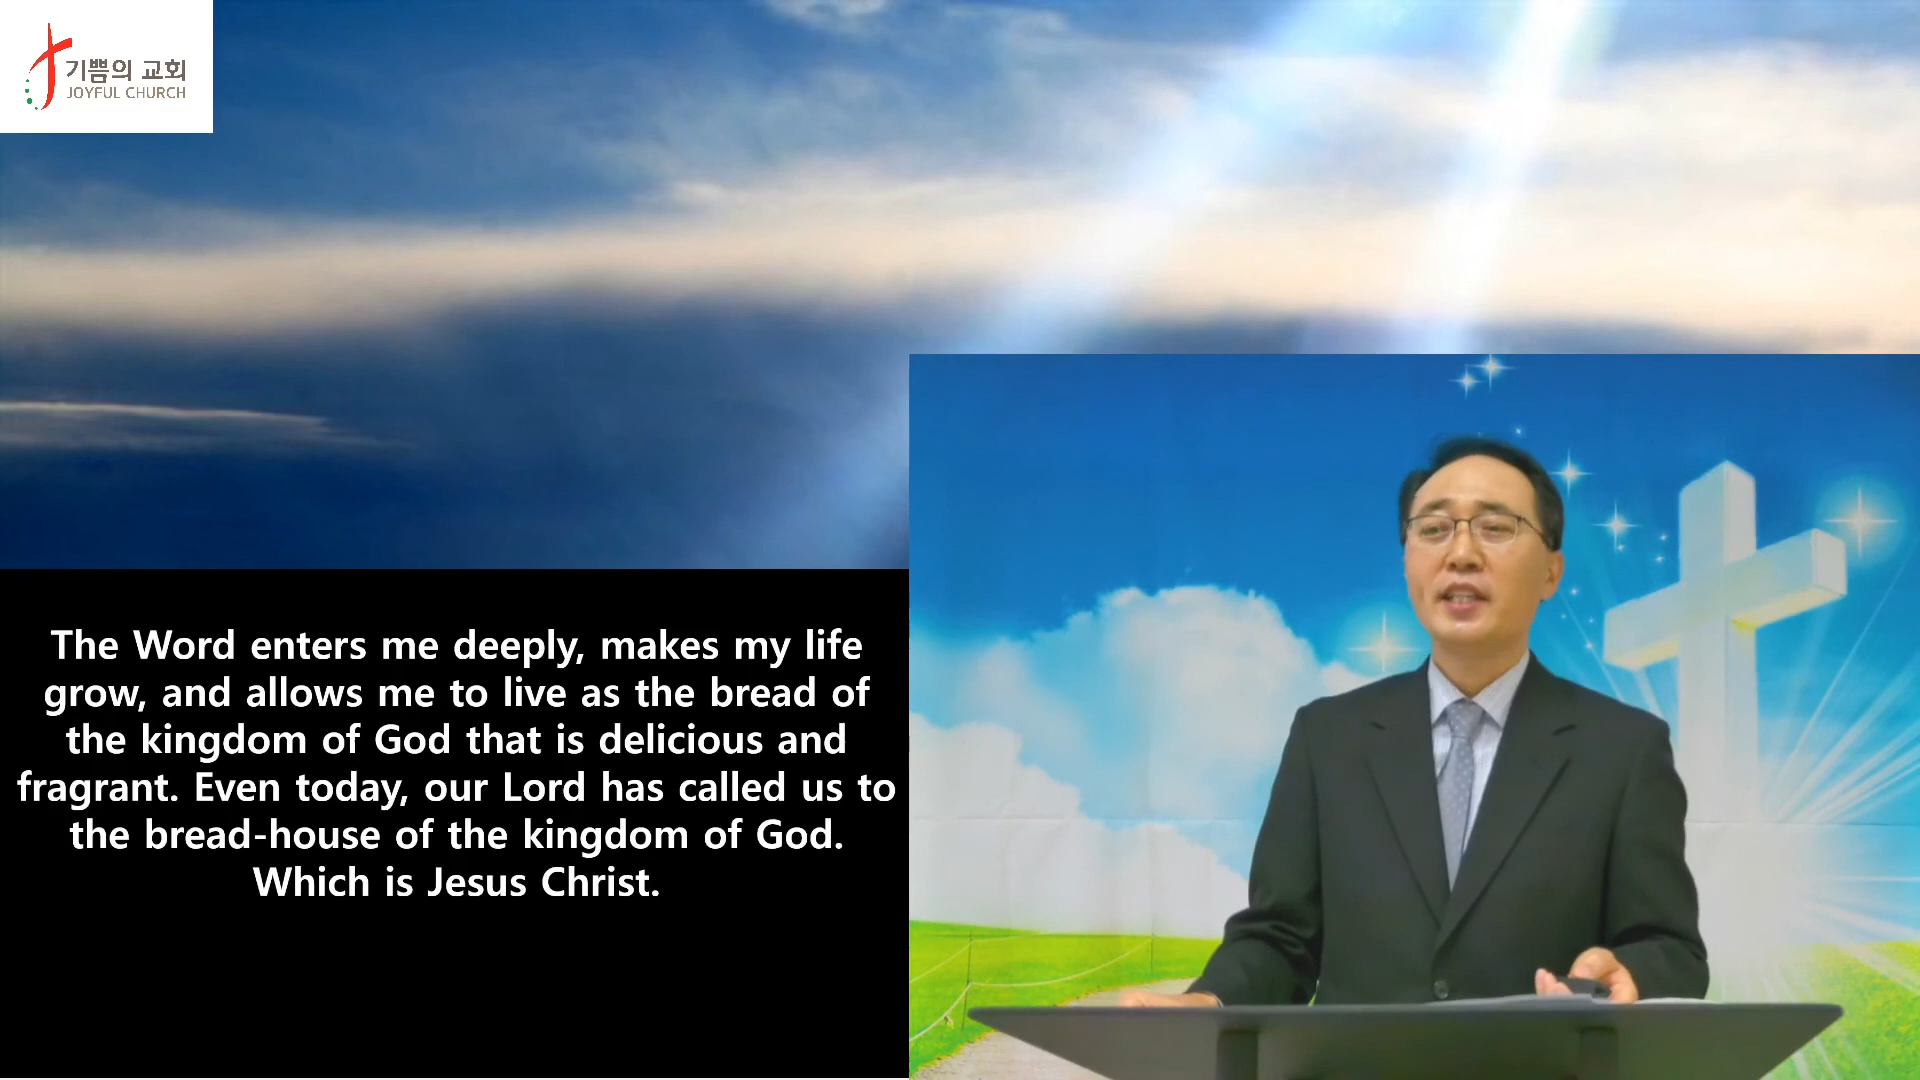 기쁨의 교회
JOYFUL CHURCH
The Word enters me deeply, makes my life
grow, and allows me to live as the bread of
the kingdom of God that is delicious and
fragrant. Even today, our Lord has called us to
the bread-house of the kingdom of God.
Which is Jesus Christ.